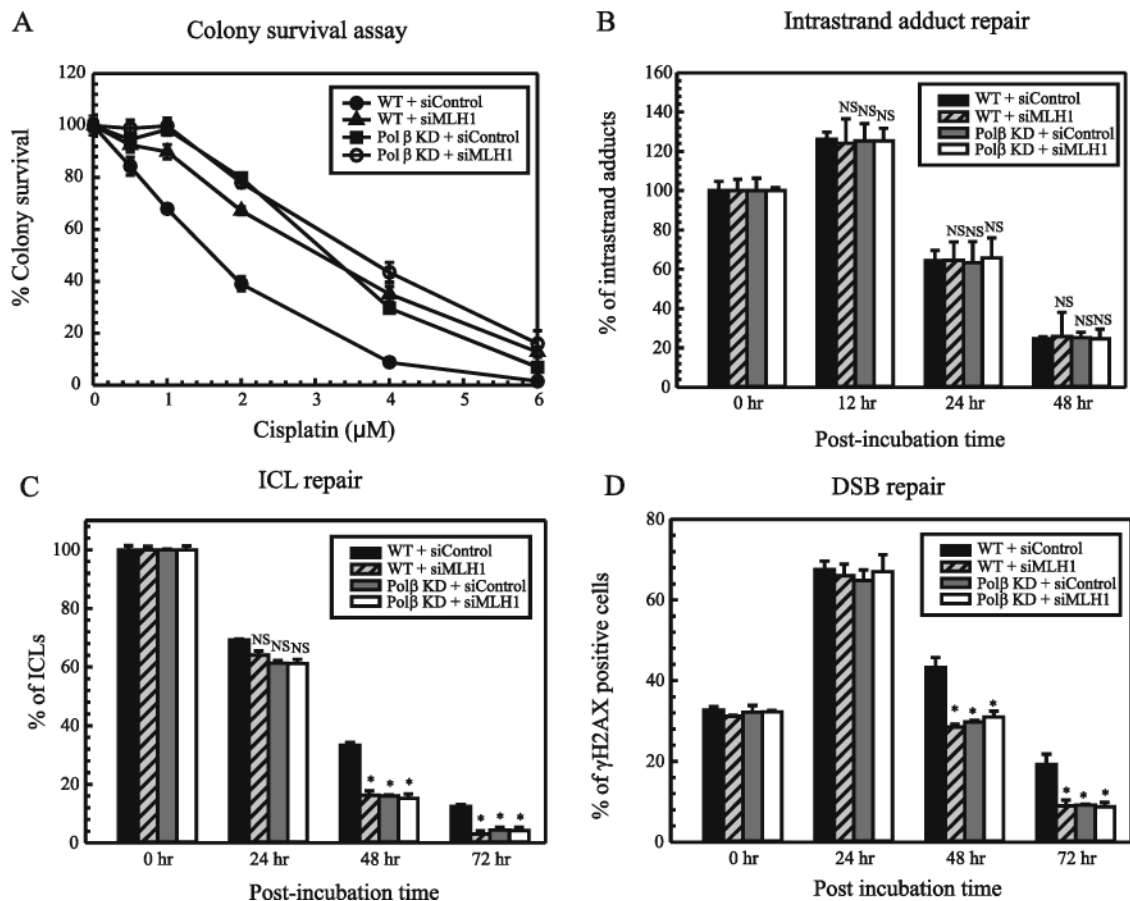 A
Colony survival assay
% Colony survival
120
100
80
60
40
20
0
0 1 2 3 4 5 6
Cisplatin (µM)
WT + siControl
WT + siMLH1
Pol β KD + siControl
Pol β KD + siMLH1
B
Intrastrand adduct repair
% of intrastrand adducts
160
140
120
100
80
60
40
20
0
WT + siControl
WT + siMLH1
Polβ KD + siControl
Polβ KD + siMLH1
NS NS NS
NS NS NS
NS NS NS
0 hr 12 hr 24 hr 48 hr
Post-incubation time
C
ICL repair
% of ICLs
100
80
60
40
20
0
WT + siControl
WT + siMLH1
Polβ KD + siControl
Polβ KD + siMLH1
NS NS NS
* * *
* * *
0 hr 24 hr 48 hr 72 hr
Post-incubation time
D
DSB repair
% of γH2AX positive cells
80
60
40
20
0
WT + siControl
WT + siMLH1
Polβ KD + siControl
Polβ KD + siMLH1
* * *
* * *
0 hr 24 hr 48 hr 72 hr
Post incubation time